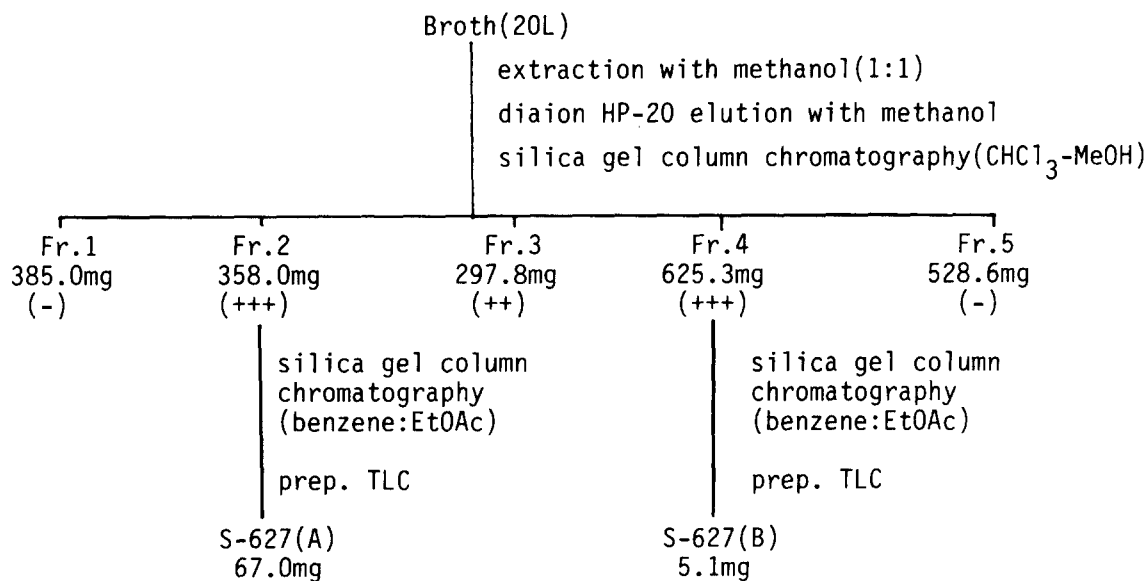 Broth(20L)
extraction with methanol(1:1)
diaion HP-20 elution with methanol
silica gel column chromatography(CHCl3-MeOH)
Fr.1 Fr.2 Fr.3 Fr.4 Fr.5
385.0mg 358.0mg 297.8mg 625.3mg 528.6mg
(-) (+++) (++) (+++) (-)
silica gel column silica gel column
chromatography chromatography
(benzene:EtOAc) (benzene:EtOAc)
prep. TLC prep. TLC
S-627(A) S-627(B)
67.0mg 5.1mg